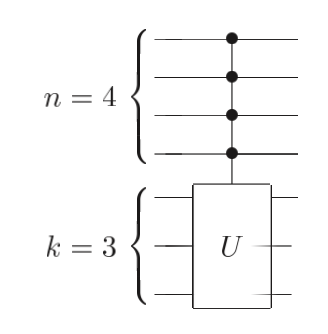 n = 4
k = 3
U